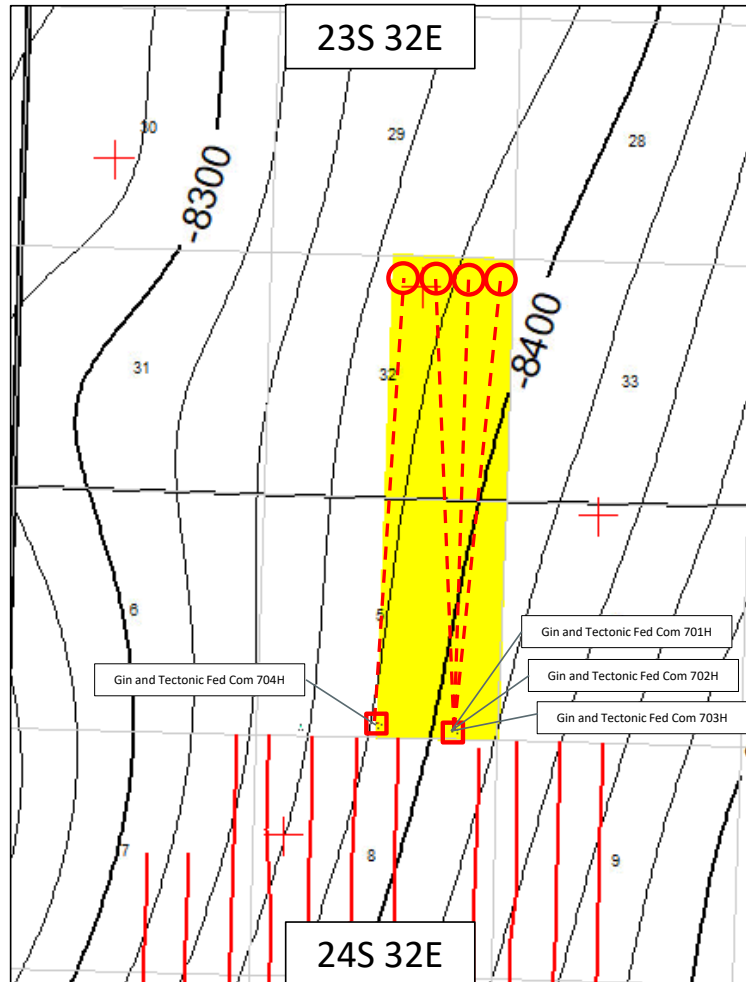 23S 32E
30
29
28
-8300
31
32
-8400
33
6
5
Gin and Tectonic Fed Com 701H
Gin and Tectonic Fed Com 704H
Gin and Tectonic Fed Com 702H
Gin and Tectonic Fed Com 703H
7
8
9
24S 32E